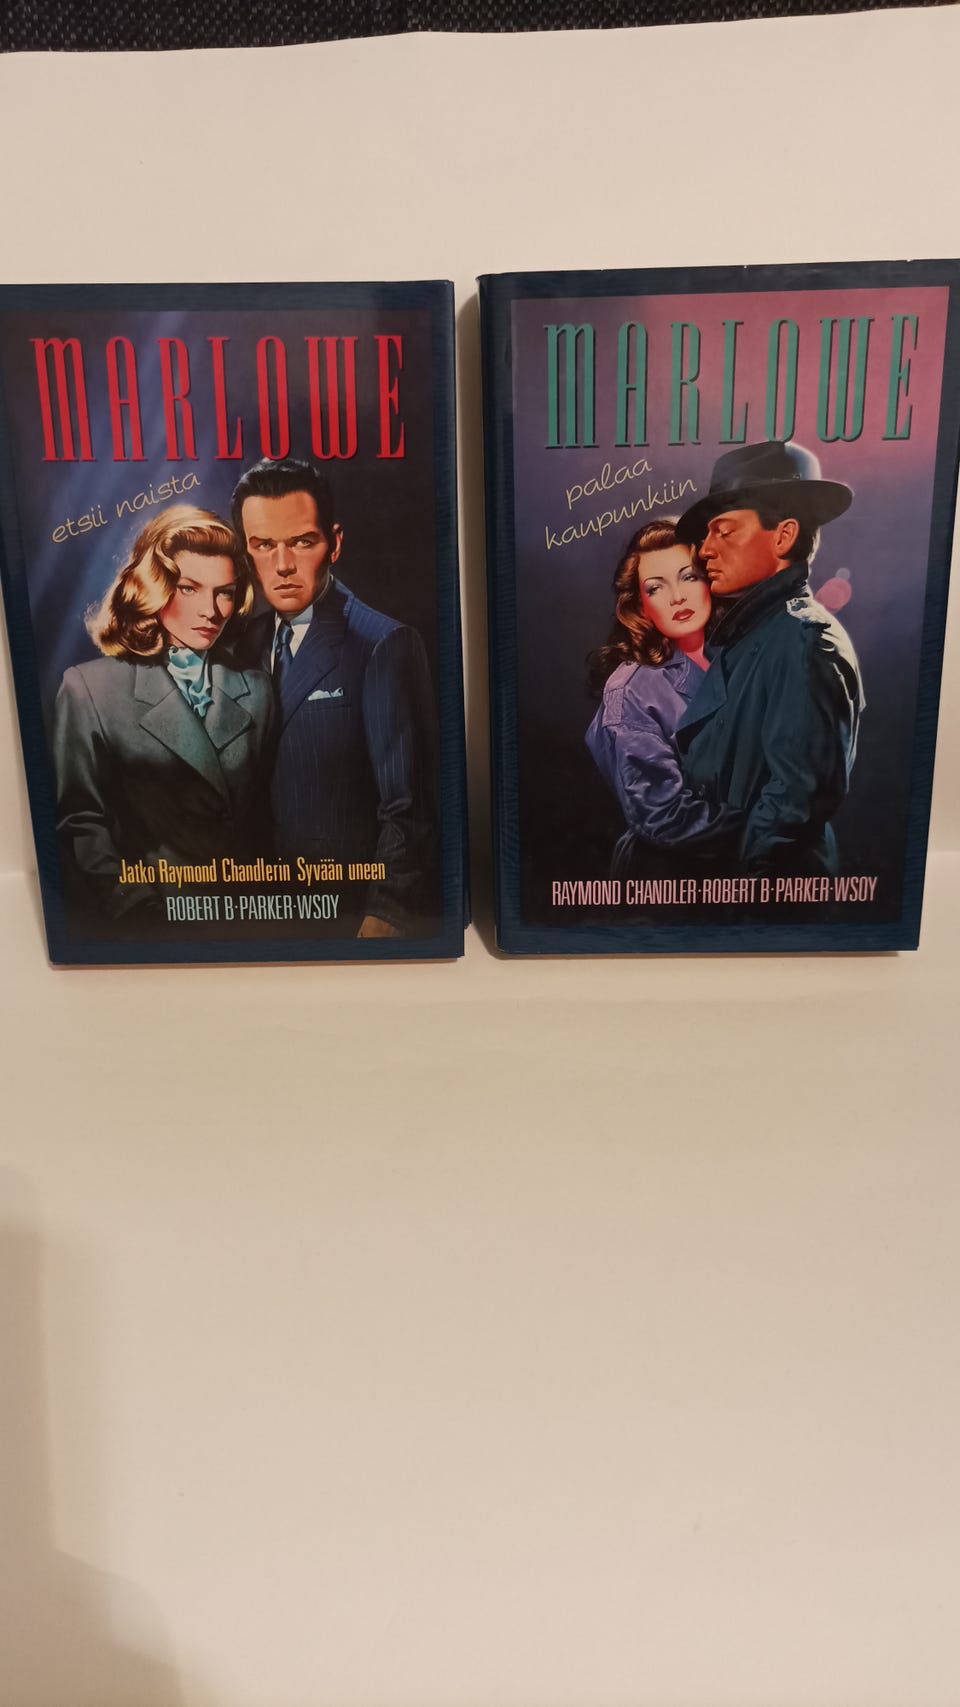 MARLOWE
etsii naista
Jatko Raymond Chandlerin Syvään uneen
ROBERT B·PARKER·WSOY
MARLOWE
palaa
kaupunkiin
RAYMOND CHANDLER·ROBERT B·PARKER·WSOY